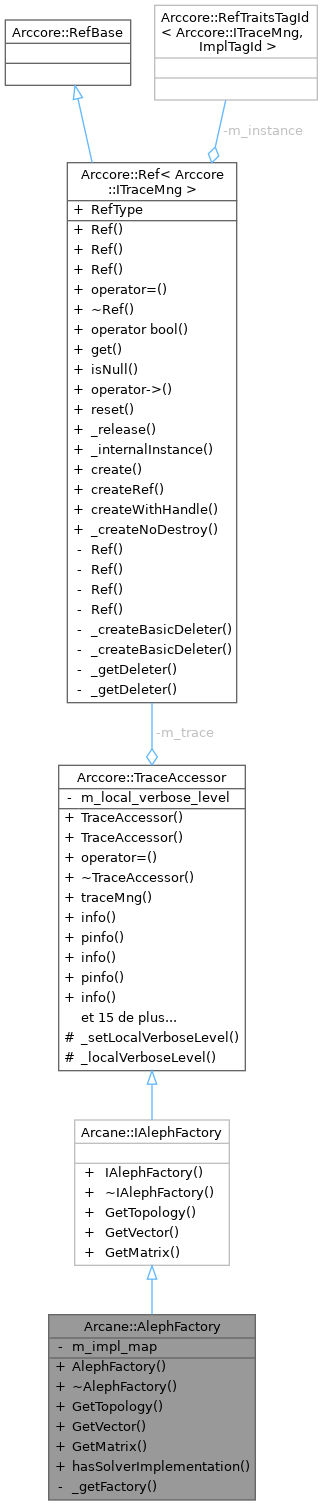 Arccore::RefBase
Arccore::RefTraitsTagId
< Arccore::ITraceMng,
ImplTagId >
-m_instance
Arccore::Ref< Arccore
::ITraceMng >
+ RefType
+ Ref()
+ Ref()
+ Ref()
+ operator=()
+ ~Ref()
+ operator bool()
+ get()
+ isNull()
+ operator->()
+ reset()
+ _release()
+ _internalInstance()
+ create()
+ createRef()
+ createWithHandle()
+ _createNoDestroy()
- Ref()
- Ref()
- Ref()
- Ref()
- _createBasicDeleter()
- _createBasicDeleter()
- _getDeleter()
- _getDeleter()
-m_trace
Arccore::TraceAccessor
- m_local_verbose_level
+ TraceAccessor()
+ TraceAccessor()
+ operator=()
+ ~TraceAccessor()
+ traceMng()
+ info()
+ pinfo()
+ info()
+ pinfo()
+ info()
et 15 de plus...
# _setLocalVerboseLevel()
# _localVerboseLevel()
Arcane::IAlephFactory
+ IAlephFactory()
+ ~IAlephFactory()
+ GetTopology()
+ GetVector()
+ GetMatrix()
Arcane::AlephFactory
- m_impl_map
+ AlephFactory()
+ ~AlephFactory()
+ GetTopology()
+ GetVector()
+ GetMatrix()
+ hasSolverImplementation()
- _getFactory()